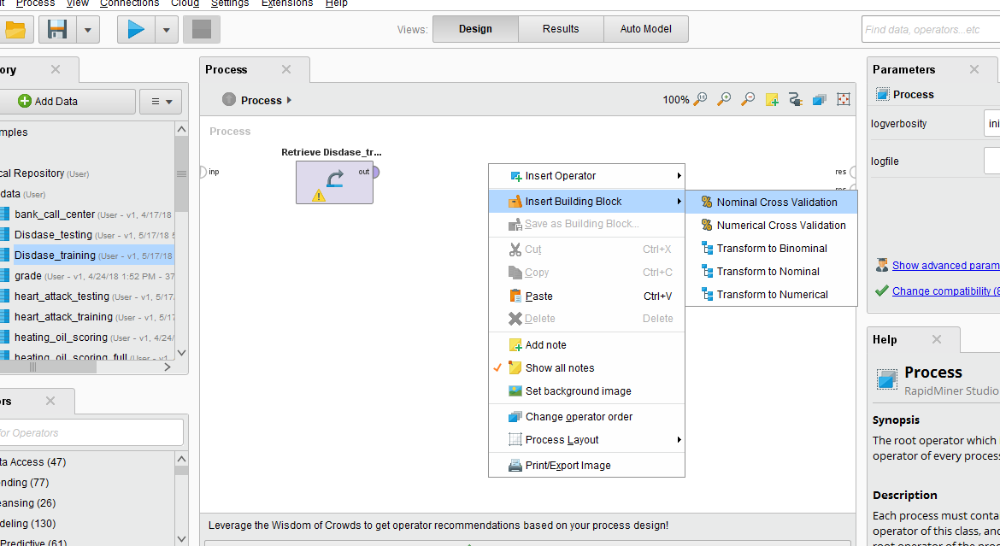 Process View Connections Cloud Settings Extensions Help
Views: Design Results Auto Model
Find data, operators...etc
ory
Add Data
mples
cal Repository (User)
data (User)
bank_call_center (User - v1, 4/17/18
Disdase_testing (User - v1, 5/17/18 5
Disdase_training (User - v1, 5/17/18
grade (User - v1, 4/24/18 1:52 PM - 37
heart_attack_testing (User - v1, 5/17
heart_attack_training (User - v1, 5/17
heating_oil_scoring (User - v1, 4/24/
heating_oil_scoring_full (User - v1
ors
for Operators
ta Access (47)
nding (77)
eansing (26)
deling (130)
Predictive (61)
Process
Process
100%
Process
Retrieve Disdase_tr...
inp
out
res
res
Insert Operator
Insert Building Block
Save as Building Block...
Cut Ctrl+X
Copy Ctrl+C
Paste Ctrl+V
Delete Delete
Add note
Show all notes
Set background image
Change operator order
Process Layout
Print/Export Image
Nominal Cross Validation
Numerical Cross Validation
Transform to Binominal
Transform to Nominal
Transform to Numerical
Leverage the Wisdom of Crowds to get operator recommendations based on your process design!
Parameters
Process
logverbosity ini
logfile
Show advanced param
Change compatibility (8
Help
Process
RapidMiner Studio
Synopsis
The root operator which
operator of every process
Description
Each process must conta
operator of this class, and
root operator of the proc